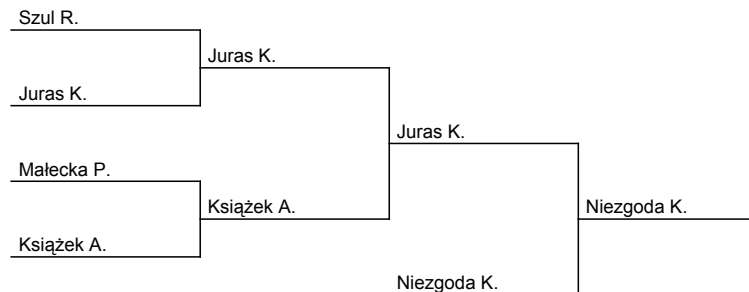 Szul R.
Juras K.
Juras K.
Juras K.
Małecka P.
Książek A.
Niezgoda K.
Książek A.
Niezgoda K.